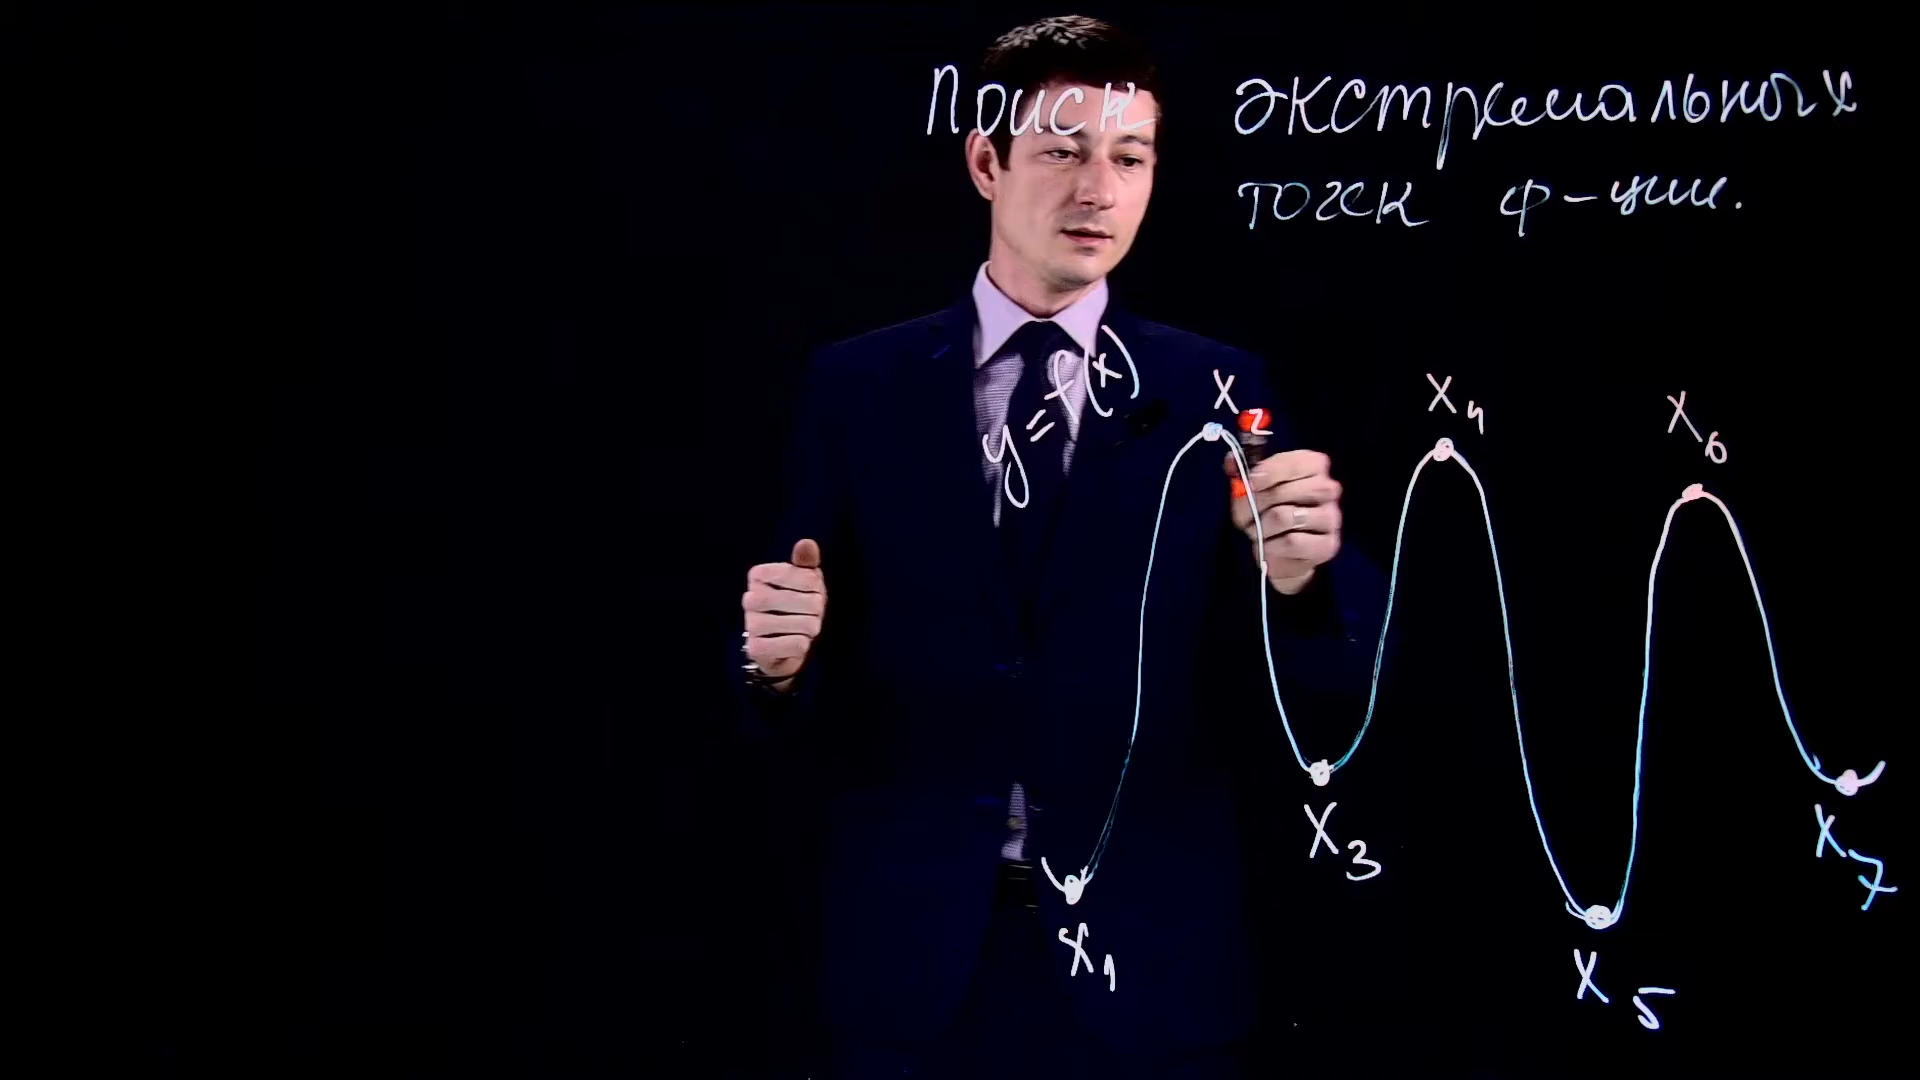 Поиск экстремальных
точек ф-ции.
y=f(x)
x2
x4
x6
x3
x7
x1
x5